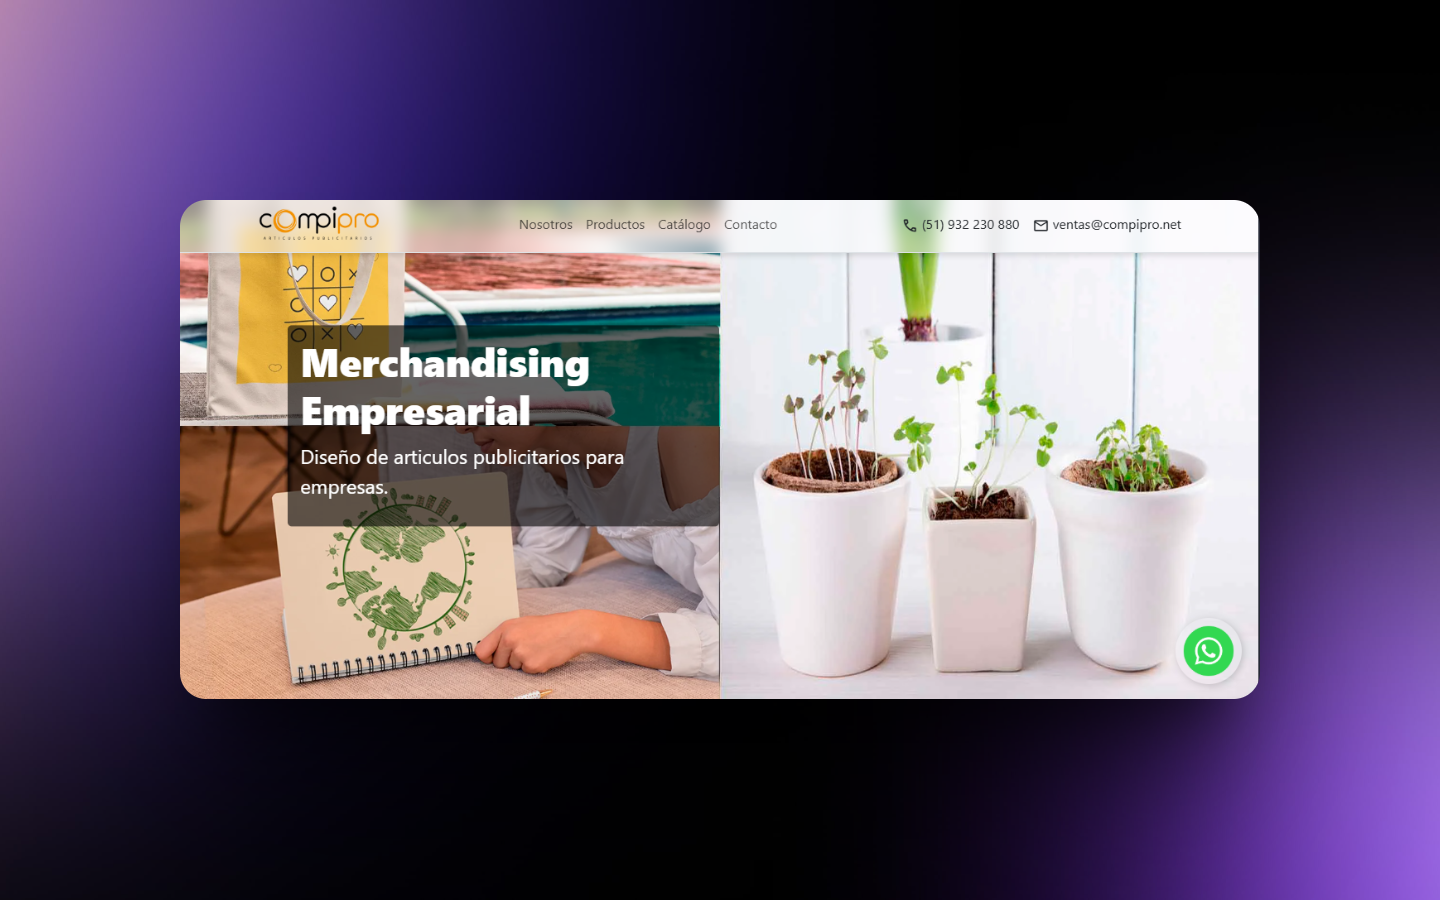 compipro
ARTICULOS PUBLICITARIOS
Nosotros Productos Catálogo Contacto
(51) 932 230 880 ventas@compipro.net
Merchandising
Empresarial
Diseño de articulos publicitarios para
empresas.